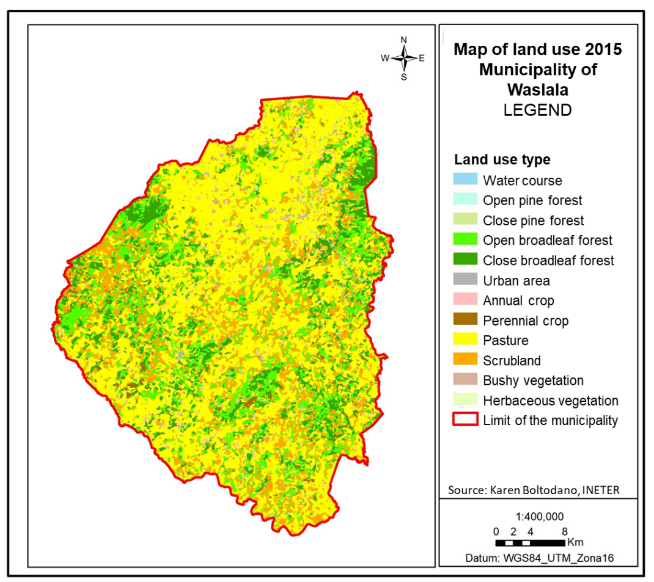 N
W E
S
Map of land use 2015
Municipality of
Waslala
LEGEND
Land use type
Water course
Open pine forest
Close pine forest
Open broadleaf forest
Close broadleaf forest
Urban area
Annual crop
Perennial crop
Pasture
Scrubland
Bushy vegetation
Herbaceous vegetation
Limit of the municipality
Source: Karen Boltodano, INETER
1:400,000
0 2 4 8
Km
Datum: WGS84_UTM_Zona16